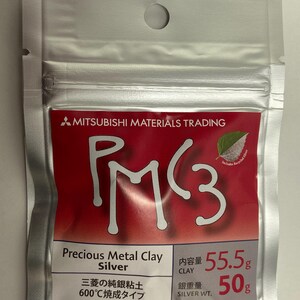 MITSUBISHI MATERIALS TRADING
PMC3
Precious Metal Clay
Silver
三菱の純銀粘土
600℃焼成タイプ
内容量 CLAY 55.5g
銀重量 SILVER WT. 50g